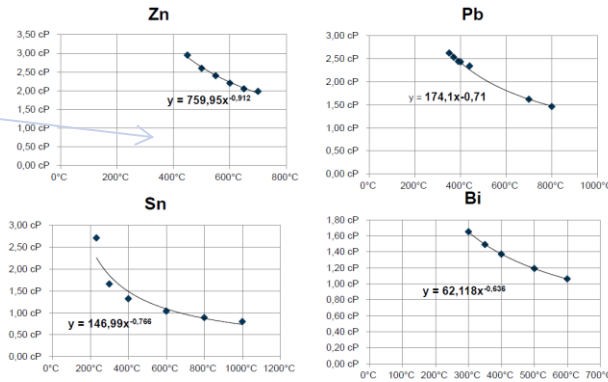 Zn
3,50 cP
3,00 cP
2,50 cP
2,00 cP
1,50 cP
1,00 cP
0,50 cP
0,00 cP
y = 759,95x-0,912
0°C 200°C 400°C 600°C 800°C
Pb
3,00 cP
2,50 cP
2,00 cP
1,50 cP
1,00 cP
0,50 cP
0,00 cP
y = 174,1x-0,71
0°C 200°C 400°C 600°C 800°C 1000°C
Sn
3,00 cP
2,50 cP
2,00 cP
1,50 cP
1,00 cP
0,50 cP
0,00 cP
y = 146,99x-0,766
0°C 200°C 400°C 600°C 800°C 1000°C 1200°C
Bi
1,80 cP
1,60 cP
1,40 cP
1,20 cP
1,00 cP
0,80 cP
0,60 cP
0,40 cP
0,20 cP
0,00 cP
y = 62,118x-0,636
0°C 100°C 200°C 300°C 400°C 500°C 600°C 700°C